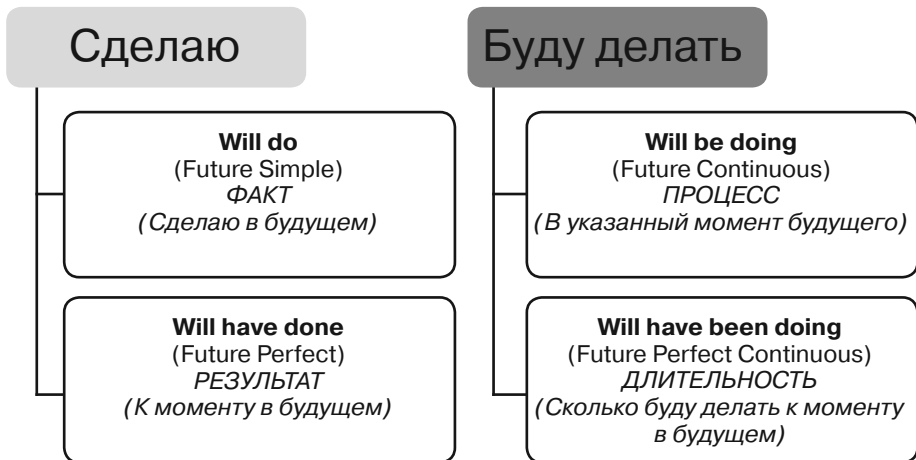 Сделаю
Will do
(Future Simple)
ФАКТ
(Сделаю в будущем)
Will have done
(Future Perfect)
РЕЗУЛЬТАТ
(К моменту в будущем)
Буду делать
Will be doing
(Future Continuous)
ПРОЦЕСС
(В указанный момент будущего)
Will have been doing
(Future Perfect Continuous)
ДЛИТЕЛЬНОСТЬ
(Сколько буду делать к моменту
в будущем)